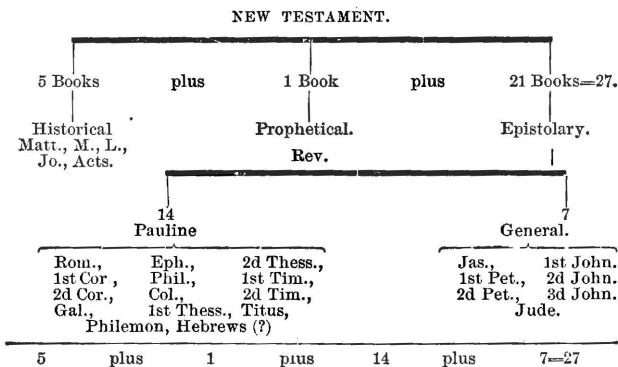 NEW TESTAMENT.
5 Books plus 1 Book plus 21 Books=27.
Historical Prophetical. Epistolary.
Matt., M., L.,
Jo., Acts.
Rev.
14 7
Pauline General.
Rom., Eph., 2d Thess., Jas., 1st John.
1st Cor, Phil., 1st Tim., 1st Pet., 2d John.
2d Cor., Col., 2d Tim., 2d Pet., 3d John.
Gal., 1st Thess., Titus, Jude.
Philemon, Hebrews (?)
5 plus 1 plus 14 plus 7=27